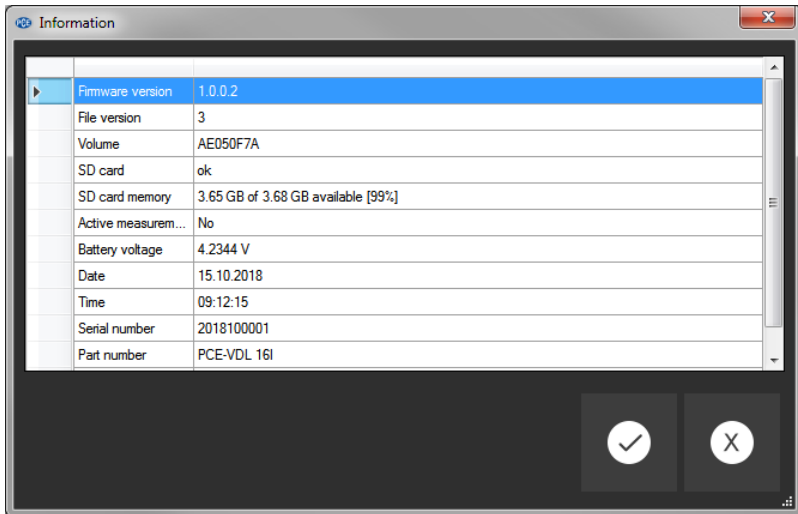 PCE Information X
Firmware version 1.0.0.2
File version 3
Volume AE050F7A
SD card ok
SD card memory 3.65 GB of 3.68 GB available [99%]
Active measurem... No
Battery voltage 4.2344 V
Date 15.10.2018
Time 09:12:15
Serial number 2018100001
Part number PCE-VDL 16I
X